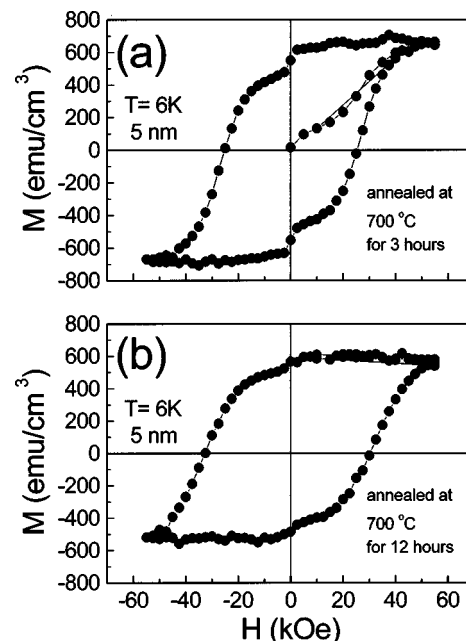 800
600
400
200
0
-200
-400
-600
-800
M (emu/cm³)
(a)
T= 6K
5 nm
annealed at
700 °C
for 3 hours
800
600
400
200
0
-200
-400
-600
-800
M (emu/cm³)
(b)
T= 6K
5 nm
annealed at
700 °C
for 12 hours
-60 -40 -20 0 20 40 60
H (kOe)